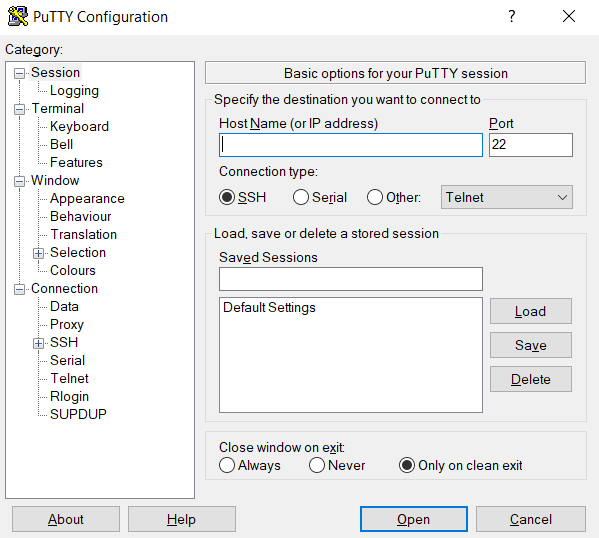 PuTTY Configuration
?
Category:
Session
Logging
Terminal
Keyboard
Bell
Features
Window
Appearance
Behaviour
Translation
Selection
Colours
Connection
Data
Proxy
SSH
Serial
Telnet
Rlogin
SUPDUP
Basic options for your PuTTY session
Specify the destination you want to connect to
Host Name (or IP address) Port
22
Connection type:
SSH Serial Other: Telnet
Load, save or delete a stored session
Saved Sessions
Default Settings
Load
Save
Delete
Close window on exit:
Always Never Only on clean exit
About Help Open Cancel